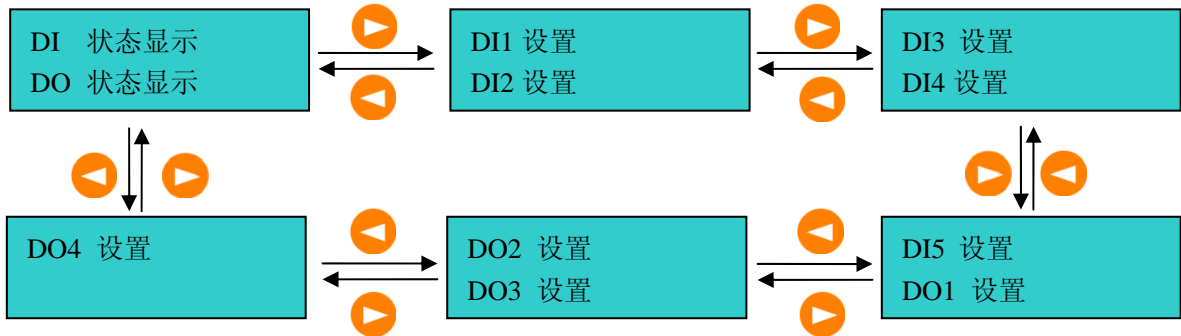 DI 状态显示
DO 状态显示
DI1 设置
DI2 设置
DI3 设置
DI4 设置
DO4 设置
DO2 设置
DO3 设置
DI5 设置
DO1 设置